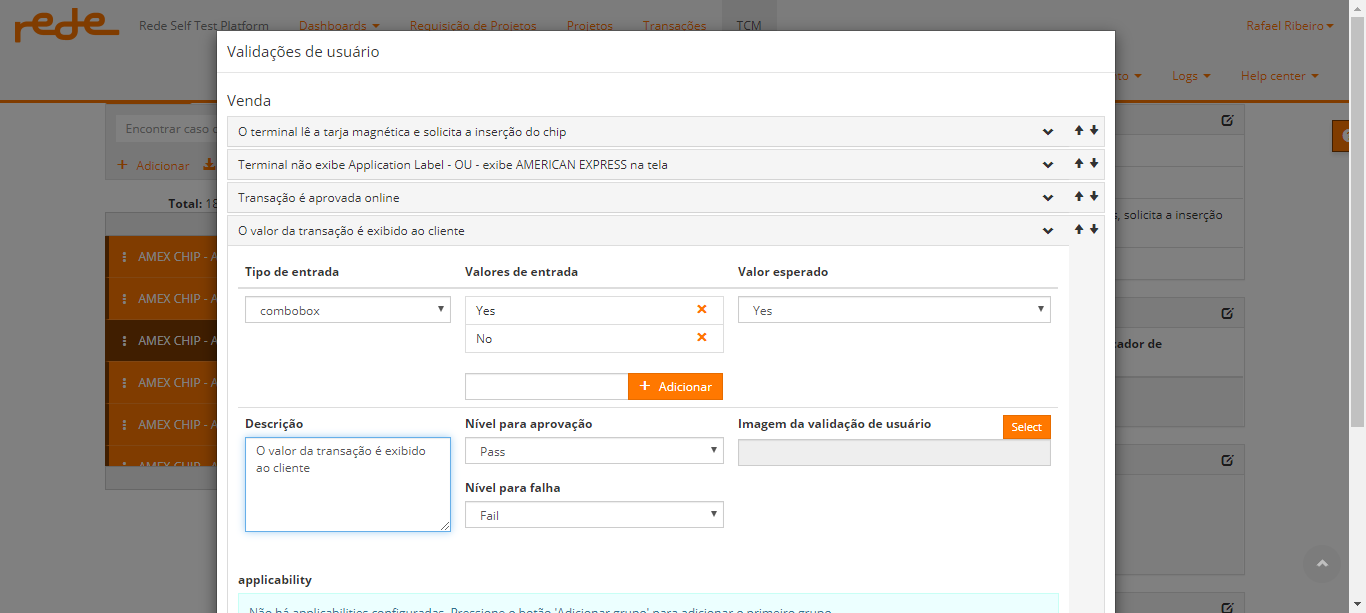 rede Rede Self Test Platform Dashboards Requisição de Projetos Projetos Transações TCM Rafael Ribeiro
Validações de usuário
Logs Help center
Venda
Encontrar caso
O terminal lê a tarja magnética e solicita a inserção do chip
+ Adicionar
Terminal não exibe Application Label - OU - exibe AMERICAN EXPRESS na tela
Total: 18
Transação é aprovada online
solicita a inserção
O valor da transação é exibido ao cliente
AMEX CHIP - A
Tipo de entrada Valores de entrada Valor esperado
AMEX CHIP - A
combobox Yes Yes
AMEX CHIP - A
No
ador de
AMEX CHIP - A
+ Adicionar
AMEX CHIP - A
Descrição Nível para aprovação Imagem da validação de usuário Select
O valor da transação é exibido
ao cliente
Pass
AMEX CHIP - A
Nível para falha
Fail
applicability
Não há applicabilities configuradas. Pressione o botão 'Adicionar grupo' para adicionar o primeiro grupo